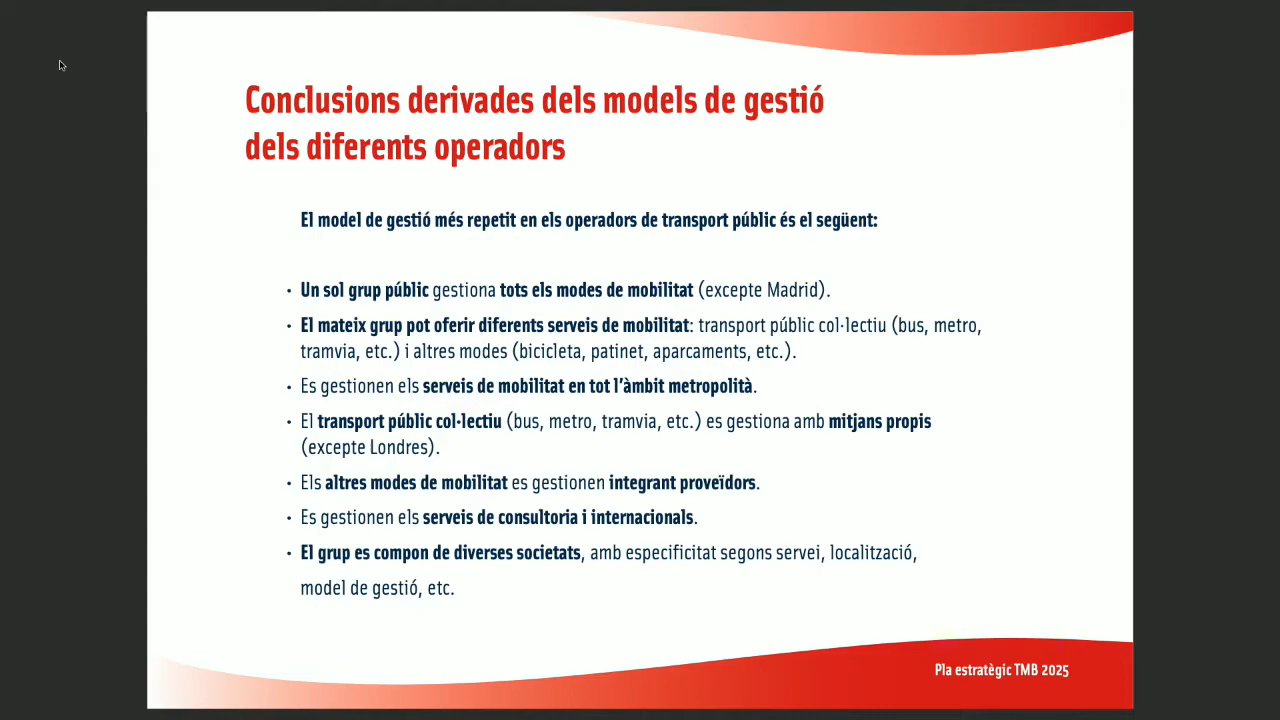 Conclusions derivades dels models de gestió
dels diferents operadors
El model de gestió més repetit en els operadors de transport públic és el següent:
• Un sol grup públic gestiona tots els modes de mobilitat (excepte Madrid).
• El mateix grup pot oferir diferents serveis de mobilitat: transport públic col·lectiu (bus, metro,
tramvia, etc.) i altres modes (bicicleta, patinet, aparcaments, etc.).
• Es gestionen els serveis de mobilitat en tot l’àmbit metropolità.
• El transport públic col·lectiu (bus, metro, tramvia, etc.) es gestiona amb mitjans propis
(excepte Londres).
• Els altres modes de mobilitat es gestionen integrant proveïdors.
• Es gestionen els serveis de consultoria i internacionals.
• El grup es compon de diverses societats, amb especificitat segons servei, localització,
model de gestió, etc.
Pla estratègic TMB 2025